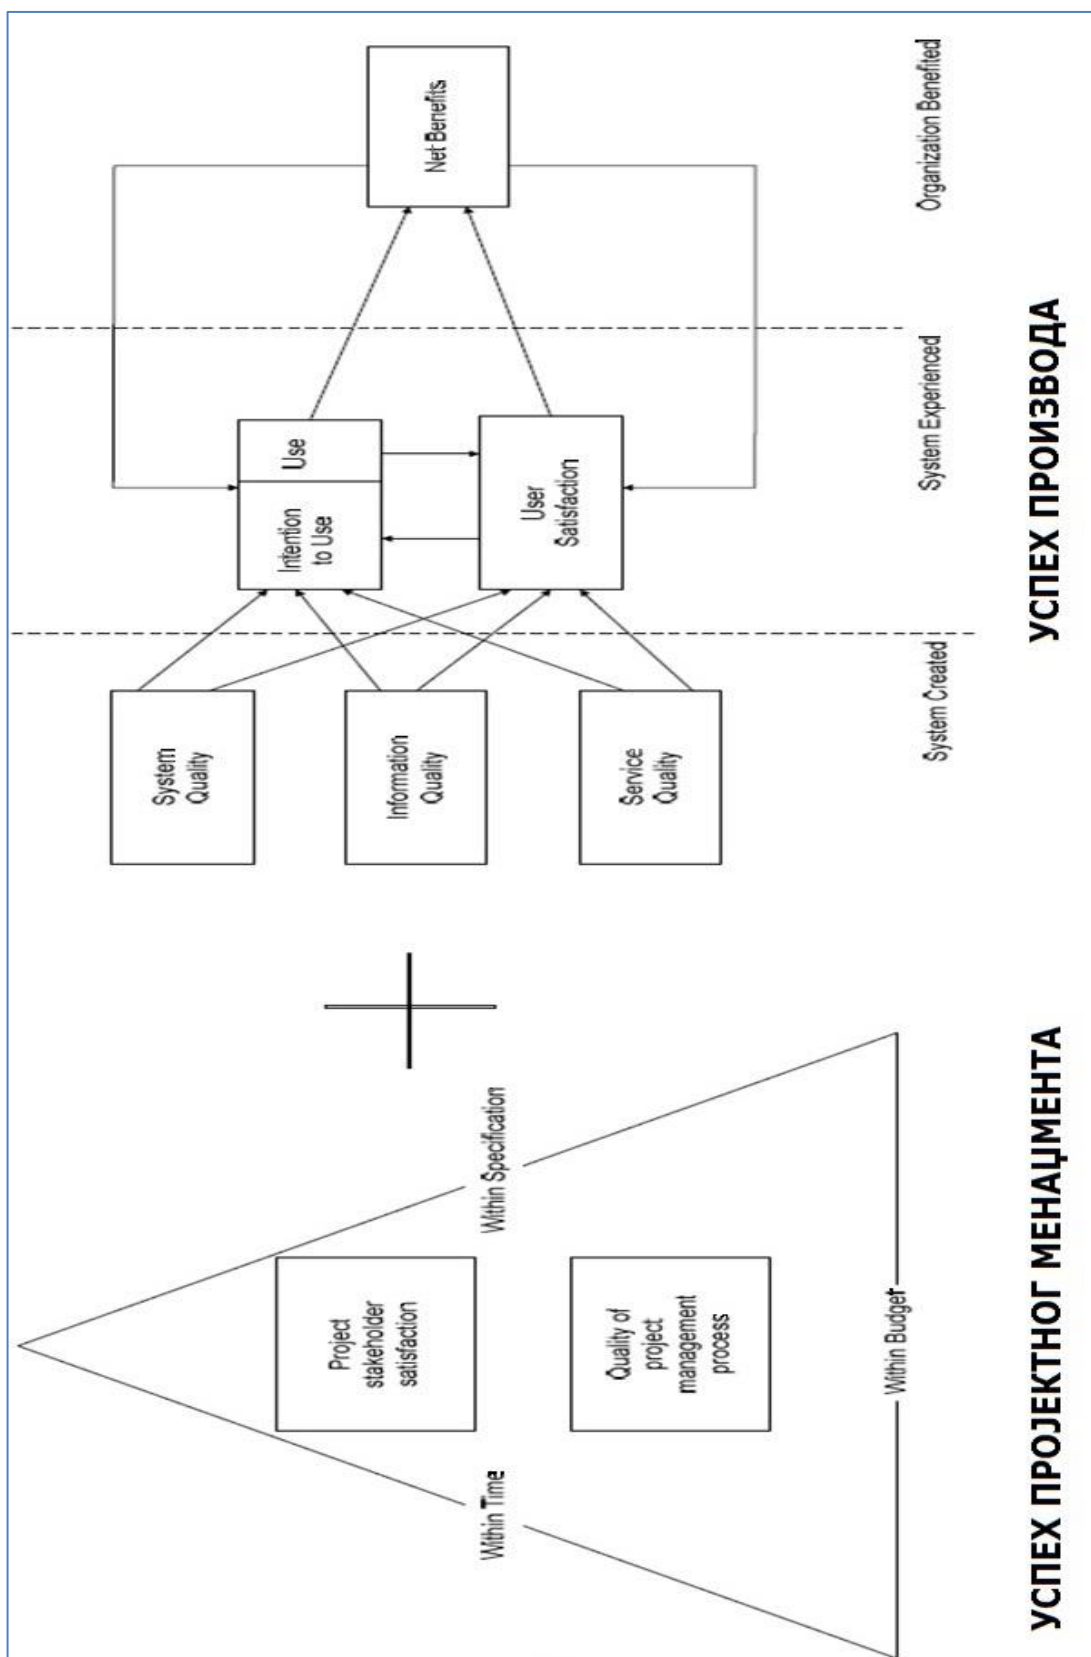 Within Time
Within Specification
Within Budget
Project
stakeholder
satisfaction
Quality of
project
management
process
УСПЕХ ПРОЈЕКТНОГ МЕНАЏМЕНТА
System
Quality
Information
Quality
Service
Quality
Intention
to Use
Use
User
Satisfaction
Net Benefits
System Created
System Experienced
Organization Benefited
УСПЕХ ПРОИЗВОДА